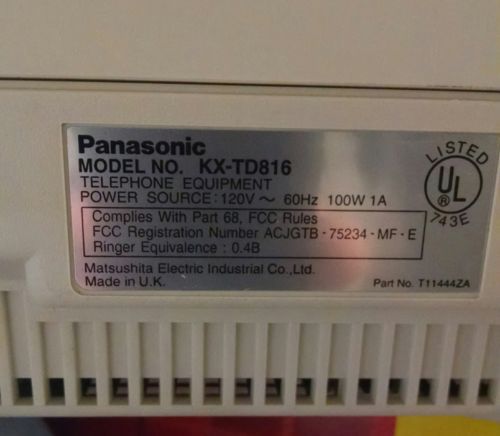 Panasonic
MODEL NO. KX-TD816
TELEPHONE EQUIPMENT
POWER SOURCE : 120V ~ 60Hz 100W 1A
Complies With Part 68, FCC Rules
FCC Registration Number ACJGTB - 75234 - MF - E
Ringer Equivalence : 0.4B
Matsushita Electric Industrial Co.,Ltd.
Made in U.K.
Part No. T11444ZA
LISTED
UL
®
743E